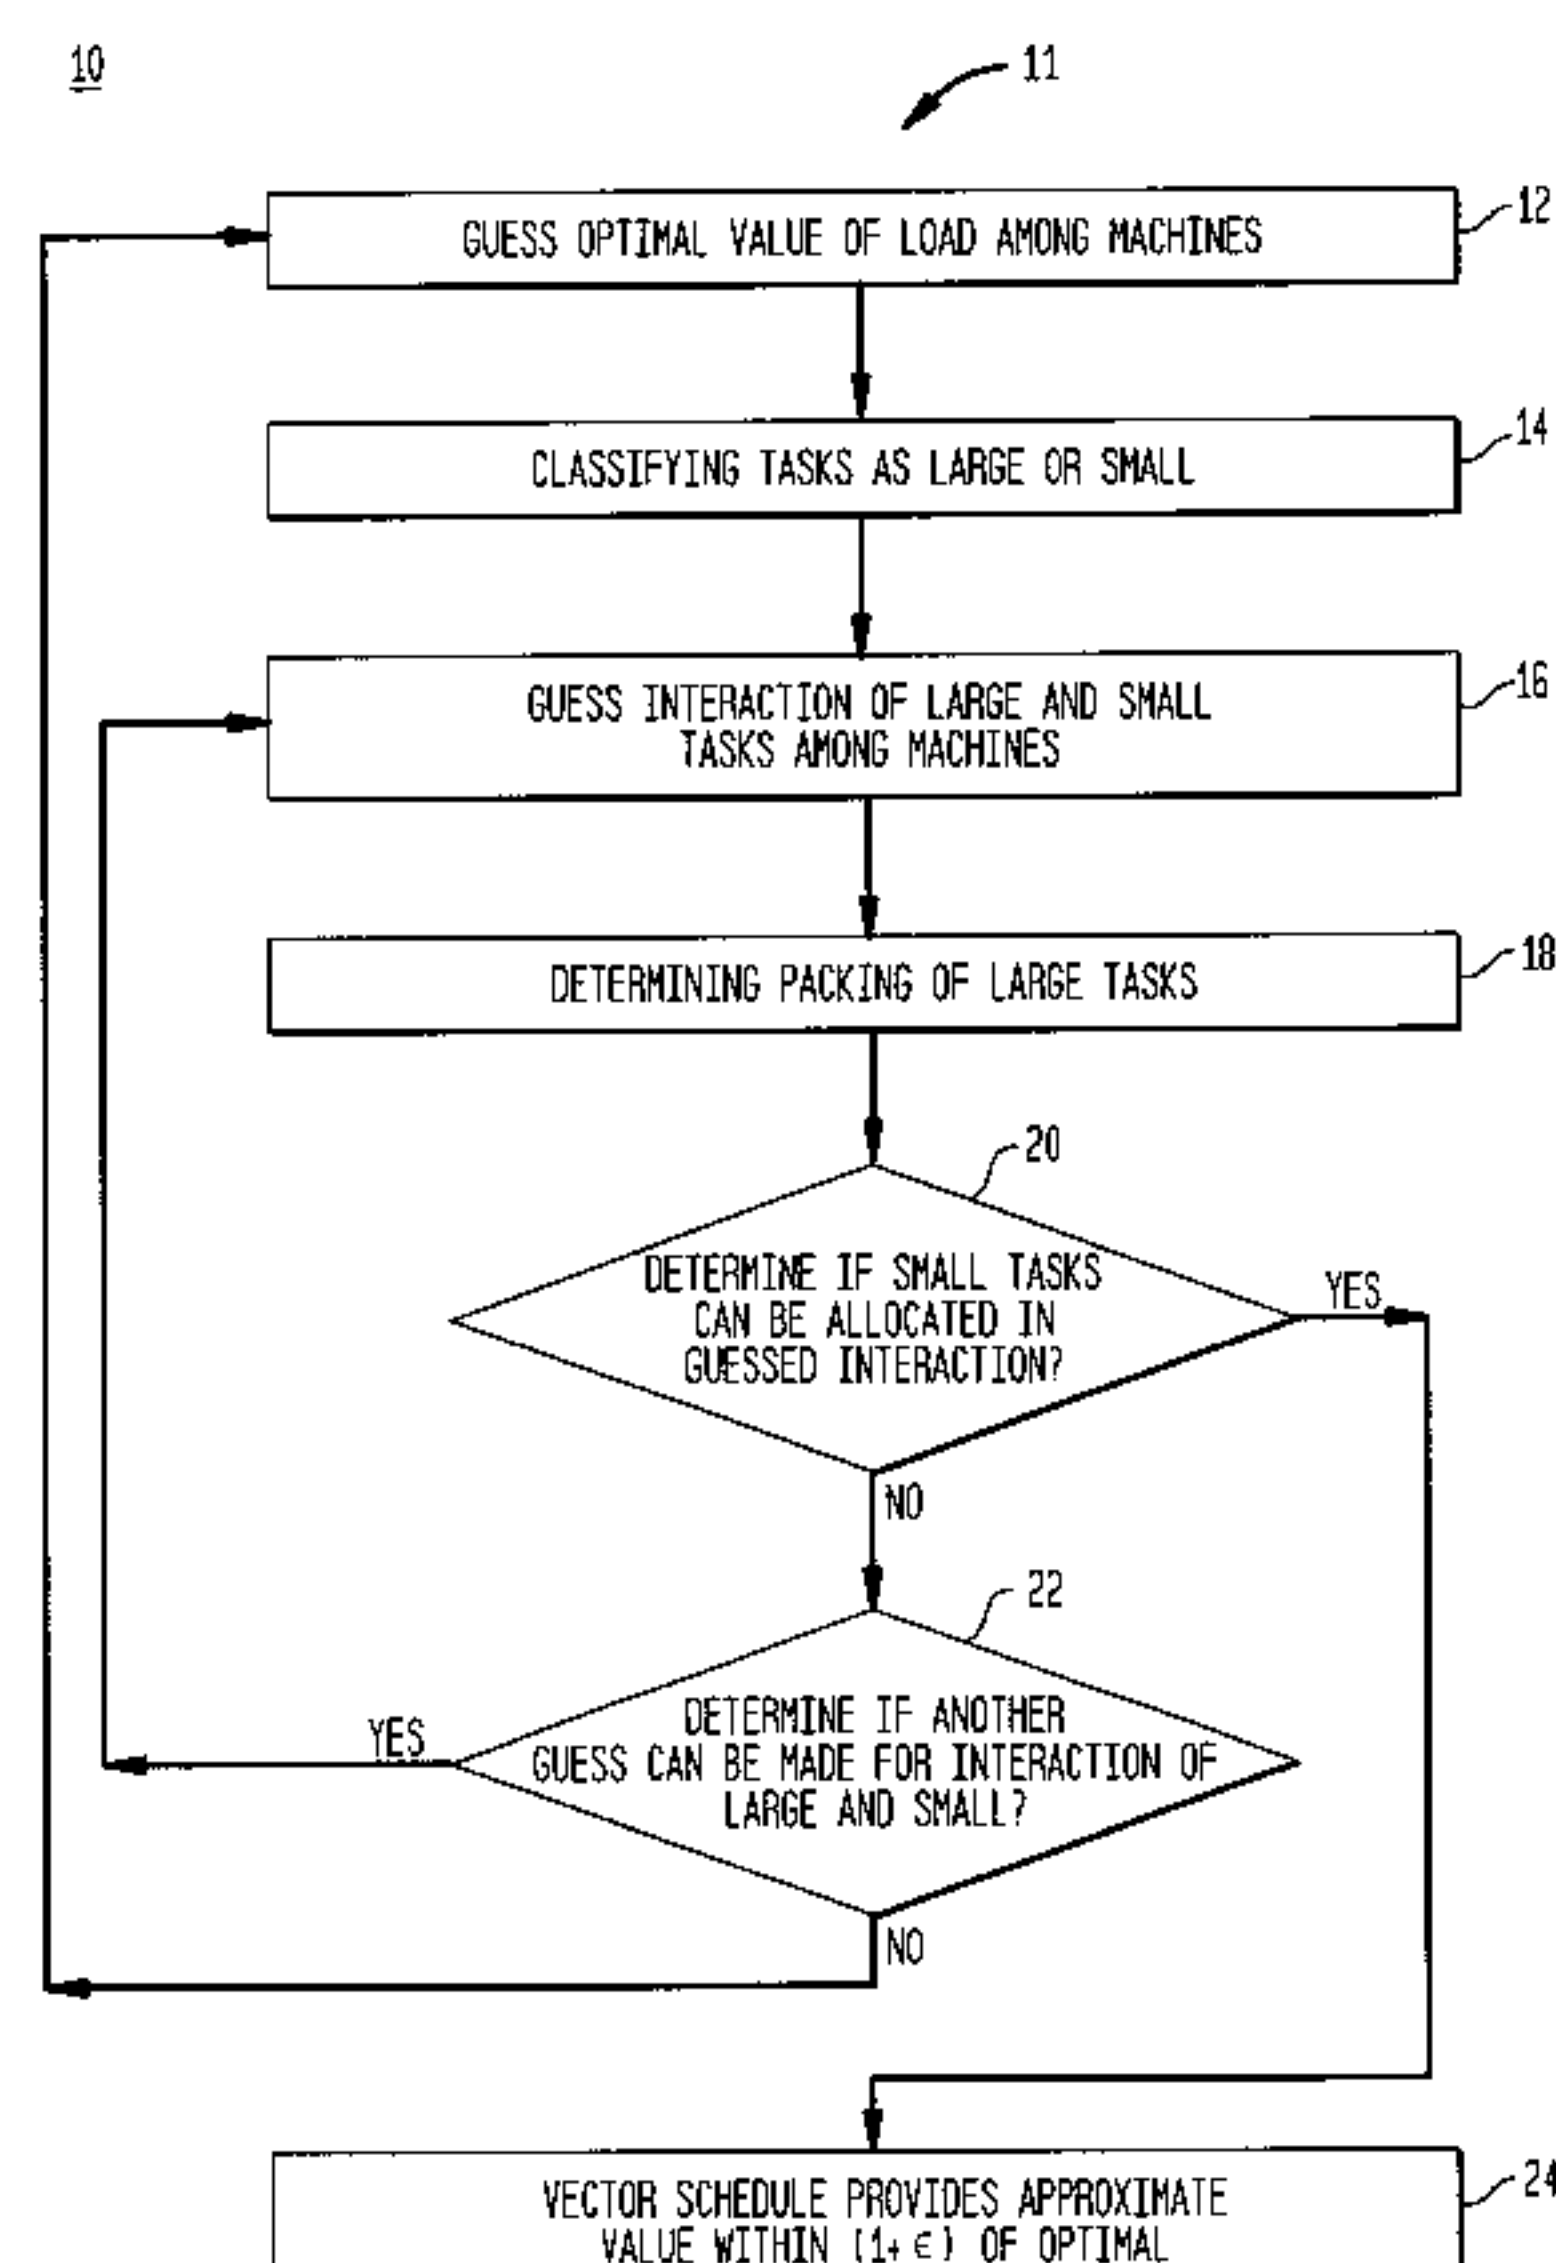 10
11
GUESS OPTIMAL VALUE OF LOAD AMONG MACHINES
12
CLASSIFYING TASKS AS LARGE OR SMALL
14
GUESS INTERACTION OF LARGE AND SMALL
TASKS AMONG MACHINES
16
DETERMINING PACKING OF LARGE TASKS
18
20
DETERMINE IF SMALL TASKS
CAN BE ALLOCATED IN
GUESSED INTERACTION?
YES
NO
22
DETERMINE IF ANOTHER
GUESS CAN BE MADE FOR INTERACTION OF
LARGE AND SMALL?
YES
NO
VECTOR SCHEDULE PROVIDES APPROXIMATE
VALUE WITHIN (1+ ∈) OF OPTIMAL
24